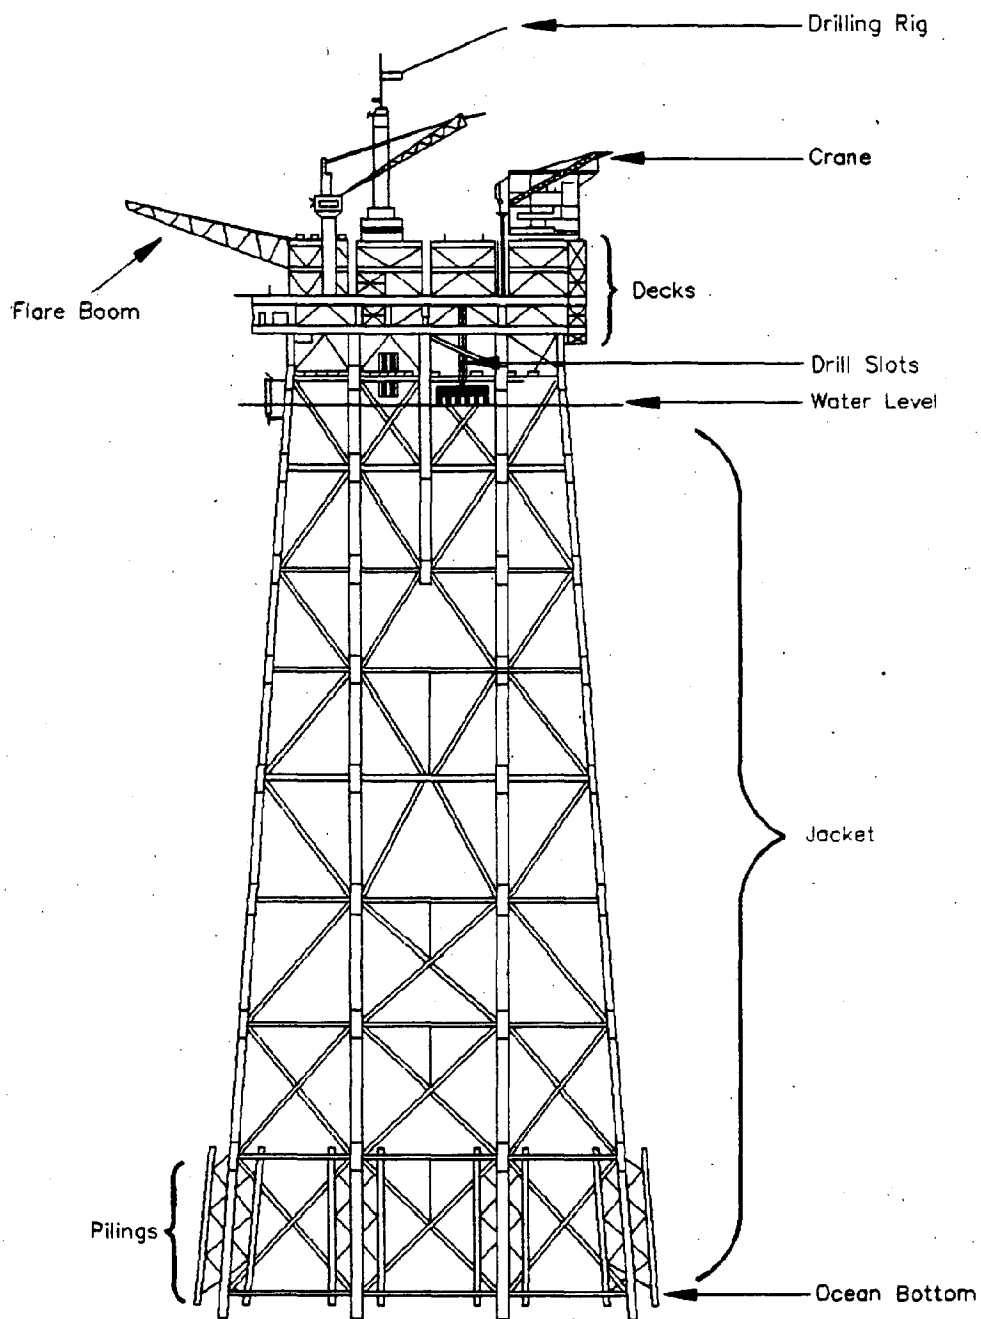 Drilling Rig
Crane
Flare Boom
Decks
Drill Slots
Water Level
Jacket
Pilings
Ocean Bottom